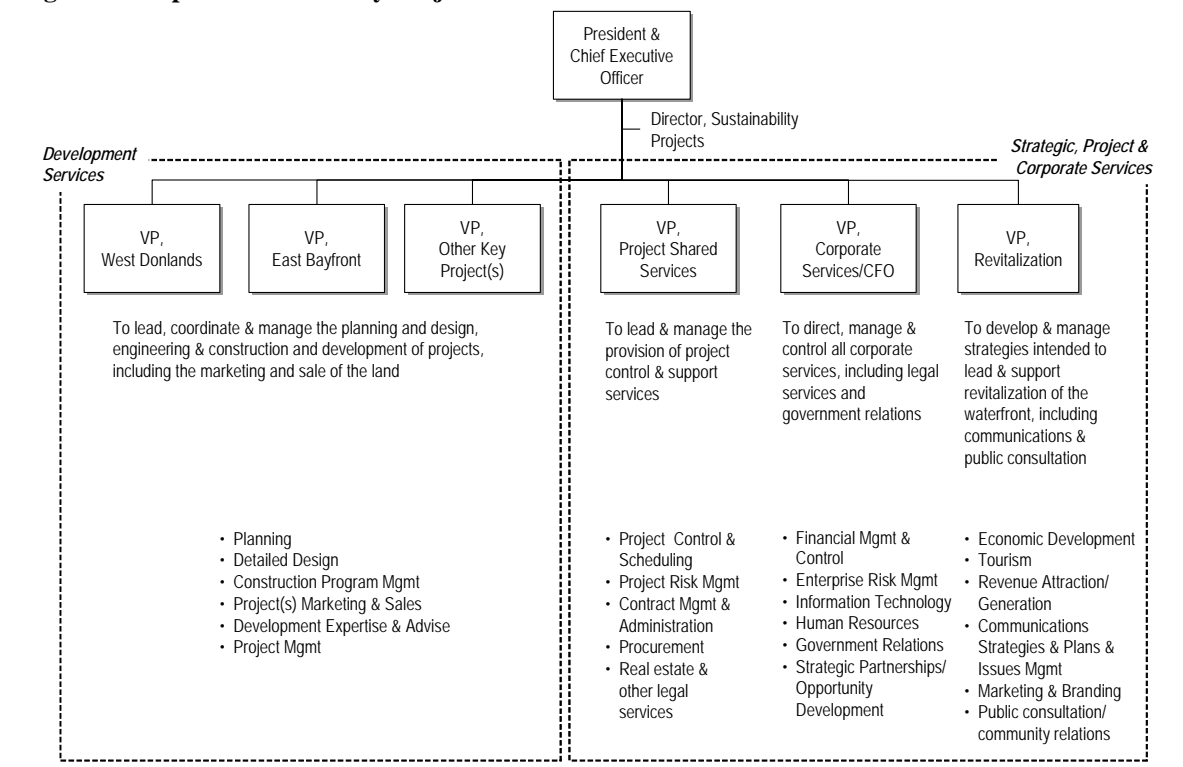 President &
Chief Executive
Officer
Director, Sustainability
Projects
Development
Services
Strategic, Project &
Corporate Services
VP,
West Donlands
VP,
East Bayfront
VP,
Other Key
Project(s)
VP,
Project Shared
Services
VP,
Corporate
Services/CFO
VP,
Revitalization
To lead, coordinate & manage the planning and design,
engineering & construction and development of projects,
including the marketing and sale of the land
To lead & manage the
provision of project
control & support
services
To direct, manage &
control all corporate
services, including legal
services and
government relations
To develop & manage
strategies intended to
lead & support
revitalization of the
waterfront, including
communications &
public consultation
• Planning
• Detailed Design
• Construction Program Mgmt
• Project(s) Marketing & Sales
• Development Expertise & Advise
• Project Mgmt
• Project Control &
Scheduling
• Project Risk Mgmt
• Contract Mgmt &
Administration
• Procurement
• Real estate &
other legal
services
• Financial Mgmt &
Control
• Enterprise Risk Mgmt
• Information Technology
• Human Resources
• Government Relations
• Strategic Partnerships/
Opportunity
Development
• Economic Development
• Tourism
• Revenue Attraction/
Generation
• Communications
Strategies & Plans &
Issues Mgmt
• Marketing & Branding
• Public consultation/
community relations